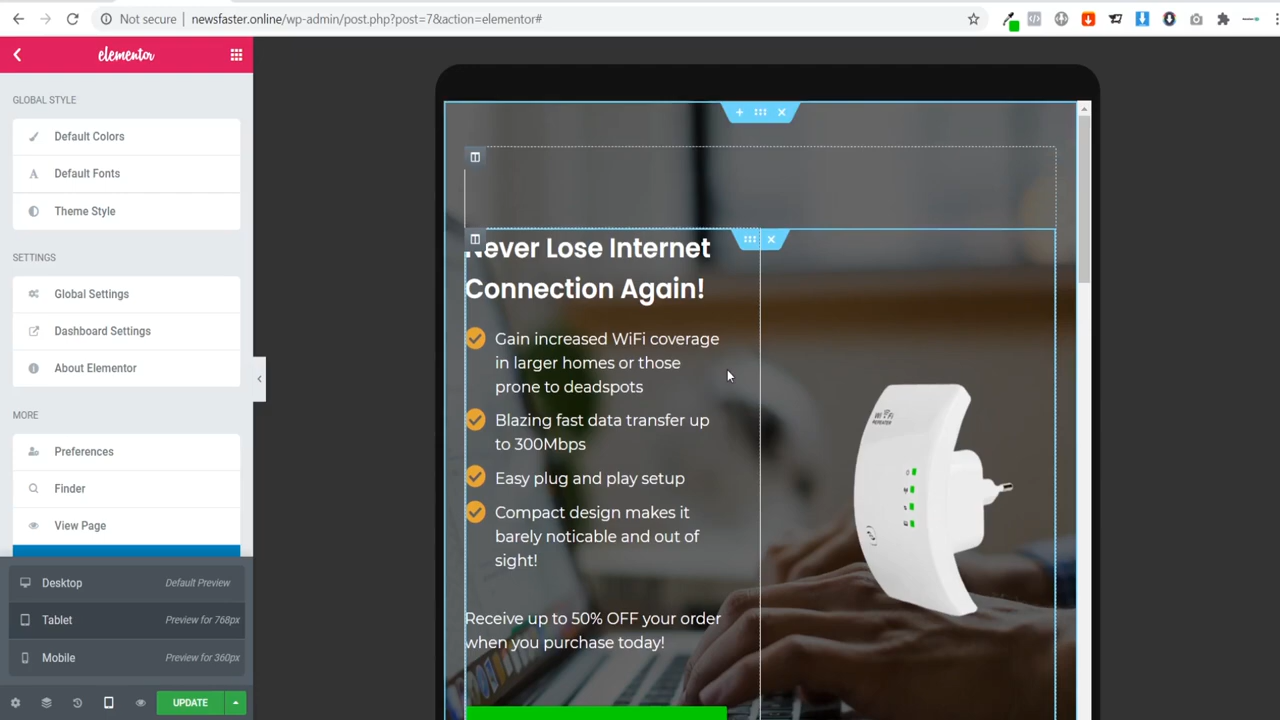 Not secure
newsfaster.online/wp-admin/post.php?post=7&action=elementor#
elementor
GLOBAL STYLE
Default Colors
Default Fonts
Theme Style
SETTINGS
Global Settings
Dashboard Settings
About Elementor
MORE
Preferences
Finder
View Page
Desktop
Default Preview
Tablet
Preview for 768px
Mobile
Preview for 360px
UPDATE
Never Lose Internet
Connection Again!
Gain increased WiFi coverage
in larger homes or those
prone to deadspots
Blazing fast data transfer up
to 300Mbps
Easy plug and play setup
Compact design makes it
barely noticable and out of
sight!
Receive up to 50% OFF your order
when you purchase today!
WiFi
REPEATER